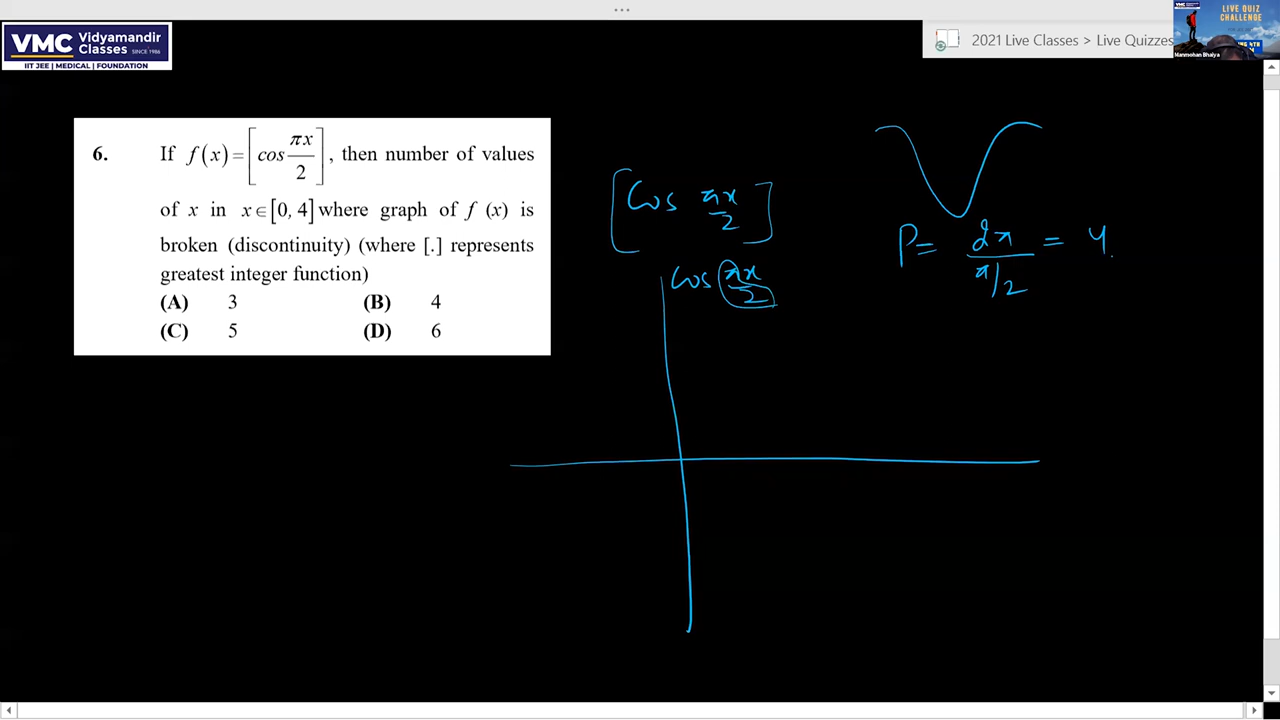 VMC Vidyamandir Classes SINCE 1986
IIT JEE | MEDICAL | FOUNDATION
2021 Live Classes > Live Quizzes
LIVE QUIZ
CHALLENGE
Manmohan Bhaiya
6. If f(x) = [cos πx/2], then number of values
of x in x∈[0, 4] where graph of f (x) is
broken (discontinuity) (where [.] represents
greatest integer function)
(A) 3 (B) 4
(C) 5 (D) 6
[Cos πx/2]
Cos πx/2
P = 2π/π/2 = 4.